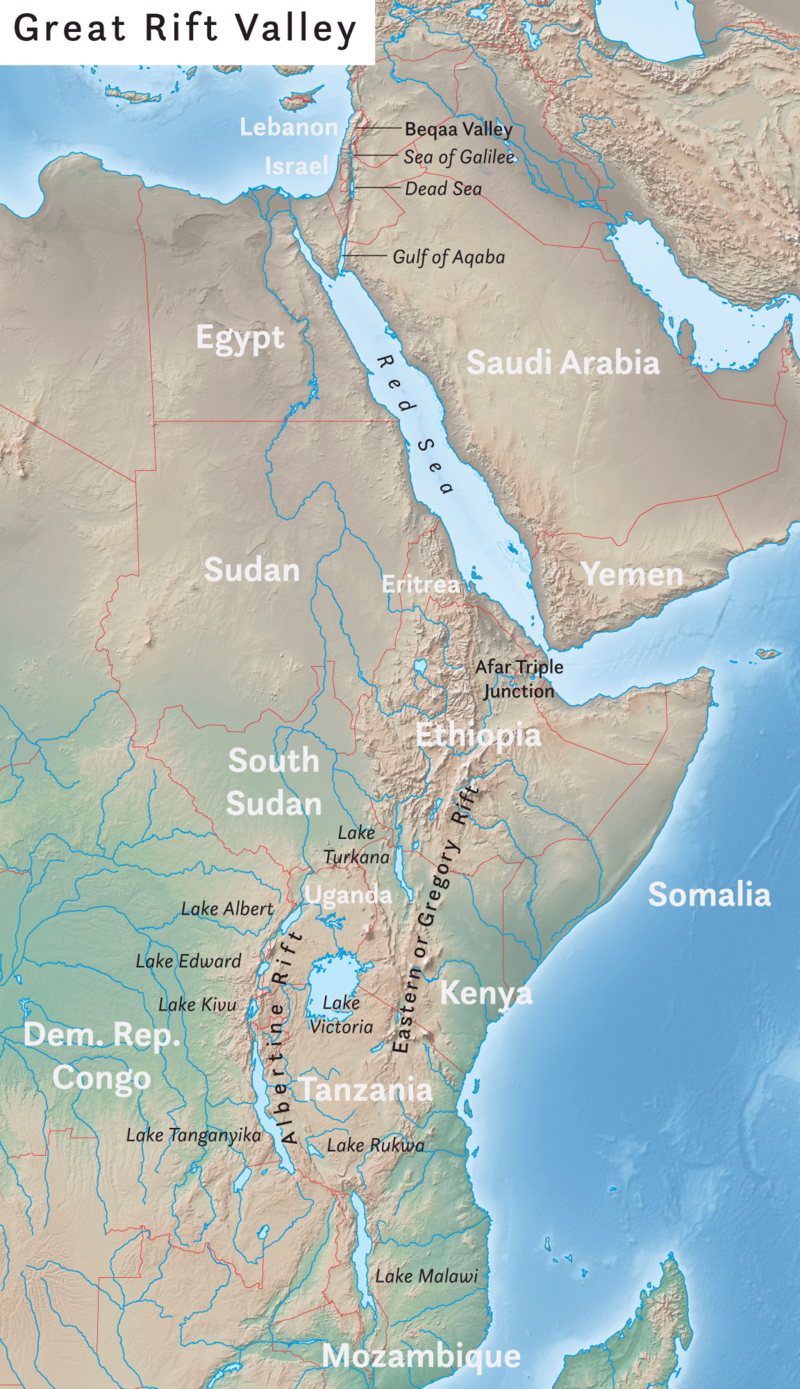 Great Rift Valley
Lebanon
Beqaa Valley
Israel
Sea of Galilee
Dead Sea
Gulf of Aqaba
Egypt
Saudi Arabia
Red Sea
Sudan
Eritrea
Yemen
Afar Triple
Junction
Ethiopia
South
Sudan
Eastern or Gregory Rift
Lake
Turkana
Uganda
Somalia
Lake Albert
Albertine Rift
Lake Edward
Lake Kivu
Lake
Victoria
Kenya
Dem. Rep.
Congo
Tanzania
Lake Tanganyika
Lake Rukwa
Lake Malawi
Mozambique